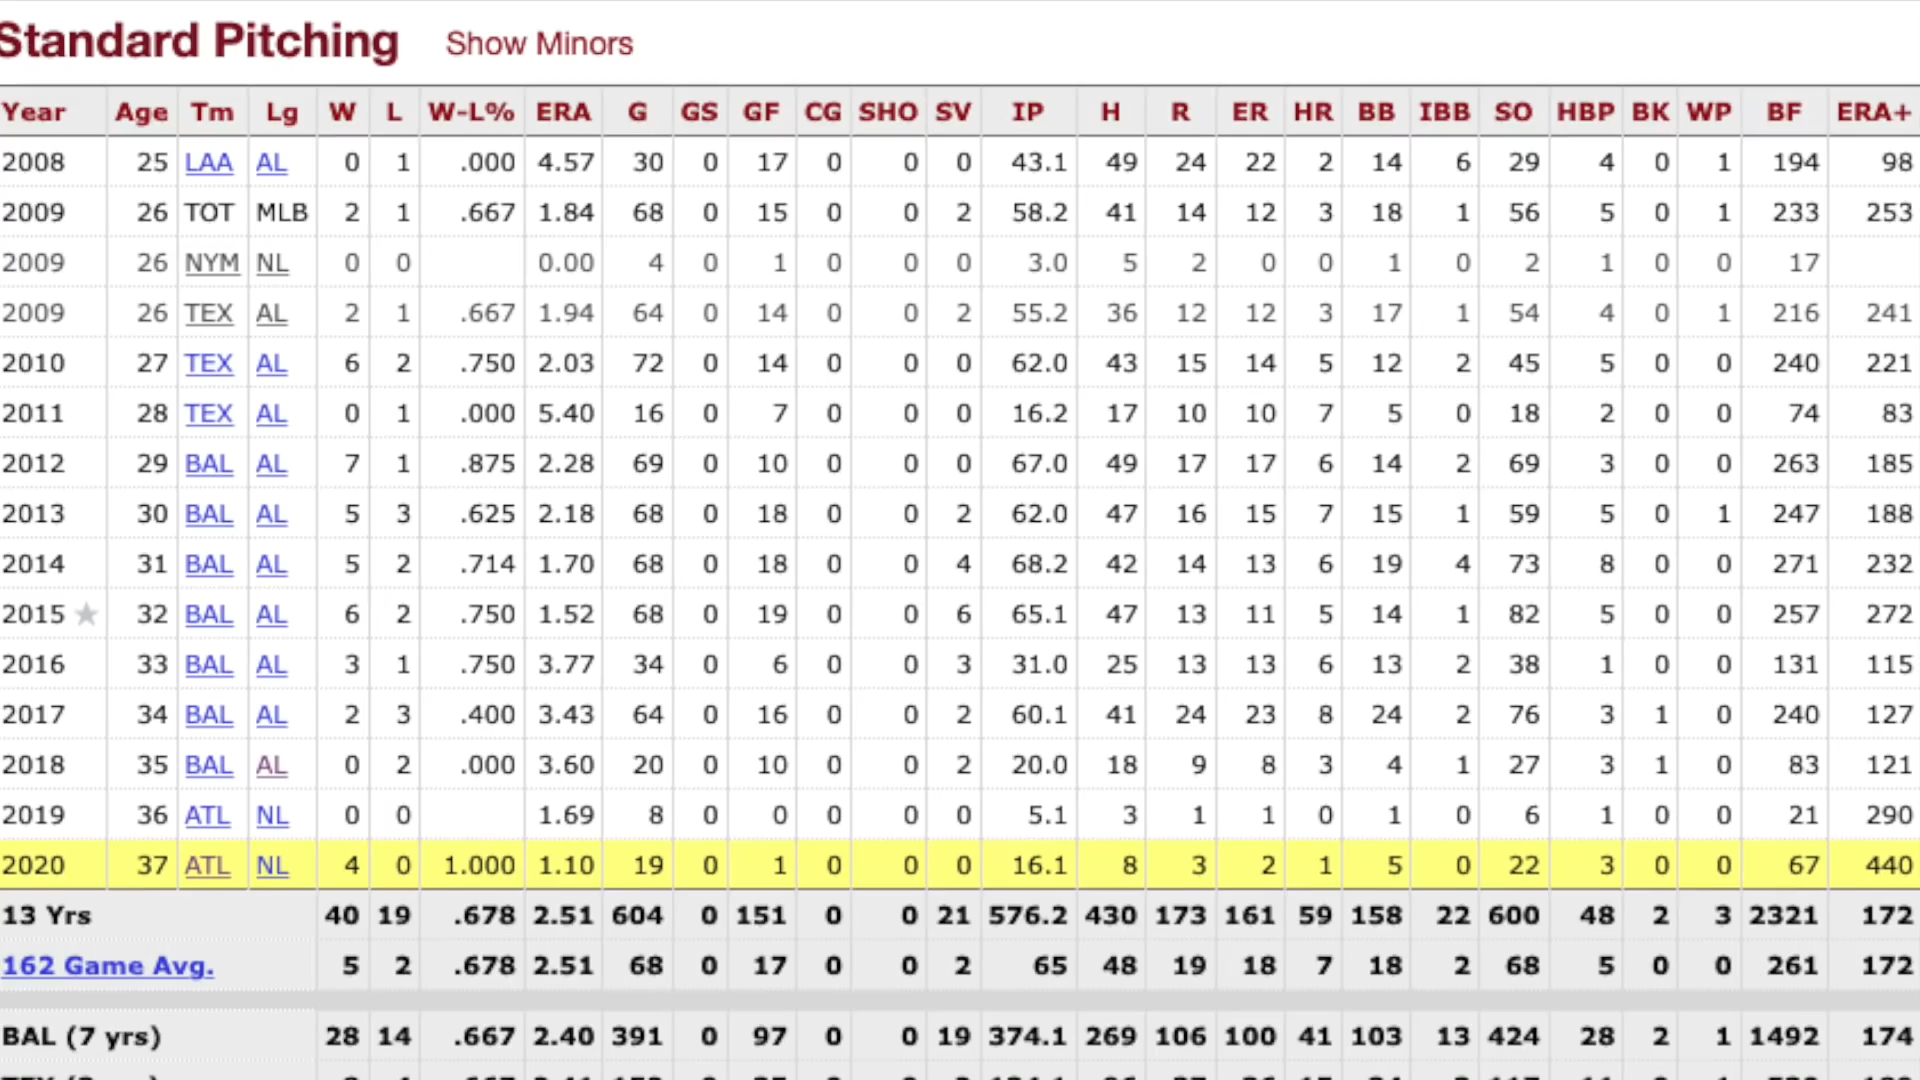 Standard Pitching Show Minors
Year Age Tm Lg W L W-L% ERA G GS GF CG SHO SV IP H R ER HR BB IBB SO HBP BK WP BF ERA+
2008 25 LAA AL 0 1 .000 4.57 30 0 17 0 0 0 43.1 49 24 22 2 14 6 29 4 0 1 194 98
2009 26 TOT MLB 2 1 .667 1.84 68 0 15 0 0 2 58.2 41 14 12 3 18 1 56 5 0 1 233 253
2009 26 NYM NL 0 0 0.00 4 0 1 0 0 0 3.0 5 2 0 0 1 0 2 1 0 0 17
2009 26 TEX AL 2 1 .667 1.94 64 0 14 0 0 2 55.2 36 12 12 3 17 1 54 4 0 1 216 241
2010 27 TEX AL 6 2 .750 2.03 72 0 14 0 0 0 62.0 43 15 14 5 12 2 45 5 0 0 240 221
2011 28 TEX AL 0 1 .000 5.40 16 0 7 0 0 0 16.2 17 10 10 7 5 0 18 2 0 0 74 83
2012 29 BAL AL 7 1 .875 2.28 69 0 10 0 0 0 67.0 49 17 17 6 14 2 69 3 0 0 263 185
2013 30 BAL AL 5 3 .625 2.18 68 0 18 0 0 2 62.0 47 16 15 7 15 1 59 5 0 1 247 188
2014 31 BAL AL 5 2 .714 1.70 68 0 18 0 0 4 68.2 42 14 13 6 19 4 73 8 0 0 271 232
2015 ★ 32 BAL AL 6 2 .750 1.52 68 0 19 0 0 6 65.1 47 13 11 5 14 1 82 5 0 0 257 272
2016 33 BAL AL 3 1 .750 3.77 34 0 6 0 0 3 31.0 25 13 13 6 13 2 38 1 0 0 131 115
2017 34 BAL AL 2 3 .400 3.43 64 0 16 0 0 2 60.1 41 24 23 8 24 2 76 3 1 0 240 127
2018 35 BAL AL 0 2 .000 3.60 20 0 10 0 0 2 20.0 18 9 8 3 4 1 27 3 1 0 83 121
2019 36 ATL NL 0 0 1.69 8 0 0 0 0 0 5.1 3 1 1 0 1 0 6 1 0 0 21 290
2020 37 ATL NL 4 0 1.000 1.10 19 0 1 0 0 0 16.1 8 3 2 1 5 0 22 3 0 0 67 440
13 Yrs 40 19 .678 2.51 604 0 151 0 0 21 576.2 430 173 161 59 158 22 600 48 2 3 2321 172
162 Game Avg. 5 2 .678 2.51 68 0 17 0 0 2 65 48 19 18 7 18 2 68 5 0 0 261 172
BAL (7 yrs) 28 14 .667 2.40 391 0 97 0 0 19 374.1 269 106 100 41 103 13 424 28 2 1 1492 174